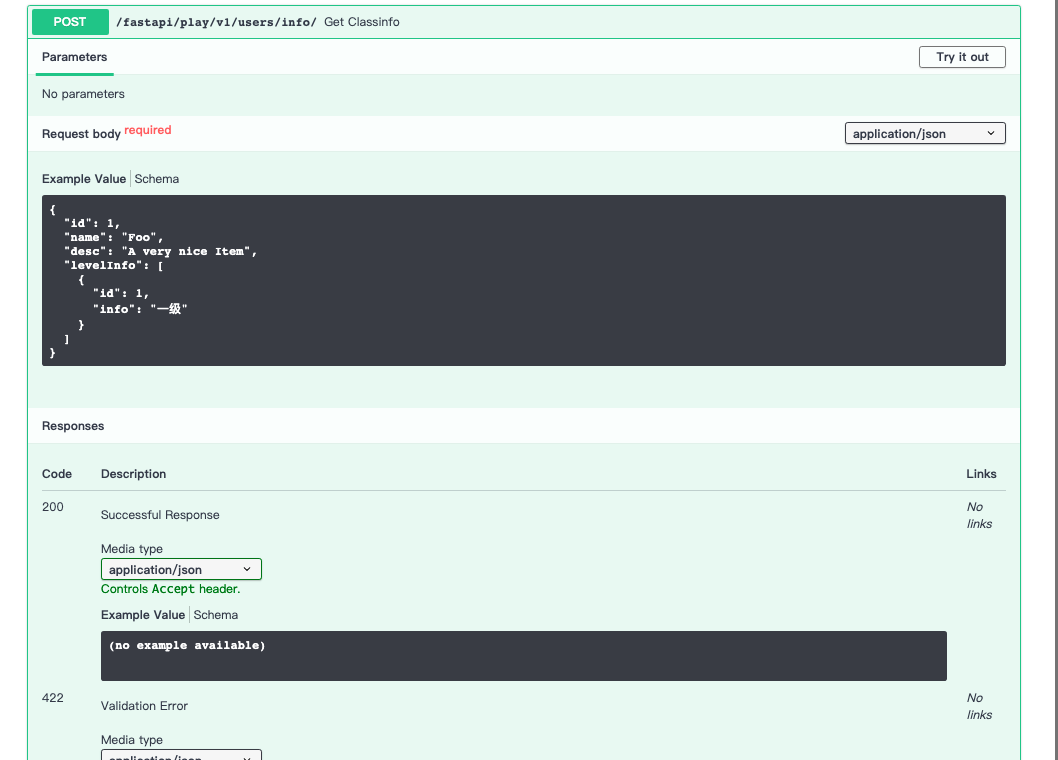 POST /fastapi/play/v1/users/info/ Get Classinfo
Parameters Try it out
No parameters
Request body required application/json
Example Value Schema
{
"id": 1,
"name": "Foo",
"desc": "A very nice Item",
"levelInfo": [
{
"id": 1,
"info": "一级"
}
]
}
Responses
Code Description Links
200 Successful Response No links
Media type
application/json
Controls Accept header.
Example Value Schema
(no example available)
422 Validation Error No links
Media type
application/json